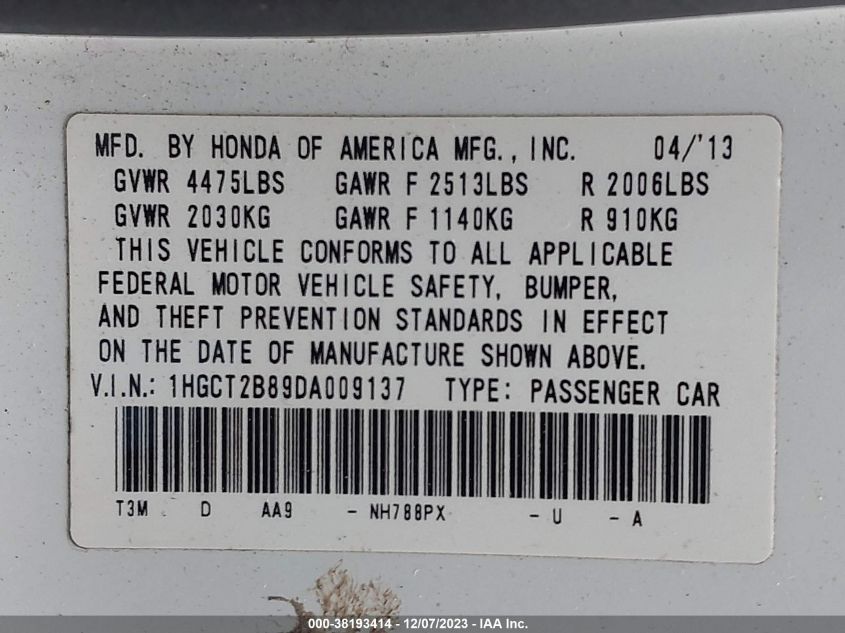 MFD. BY HONDA OF AMERICA MFG., INC. 04/'13
GVWR 4475LBS GAWR F 2513LBS R 2006LBS
GVWR 2030KG GAWR F 1140KG R 910KG
THIS VEHICLE CONFORMS TO ALL APPLICABLE
FEDERAL MOTOR VEHICLE SAFETY, BUMPER,
AND THEFT PREVENTION STANDARDS IN EFFECT
ON THE DATE OF MANUFACTURE SHOWN ABOVE.
V.I.N.: 1HGCT2B89DA009137 TYPE: PASSENGER CAR
T3M D AA9 - NH788PX - U - A
000-38193414 - 12/07/2023 - IAA Inc.